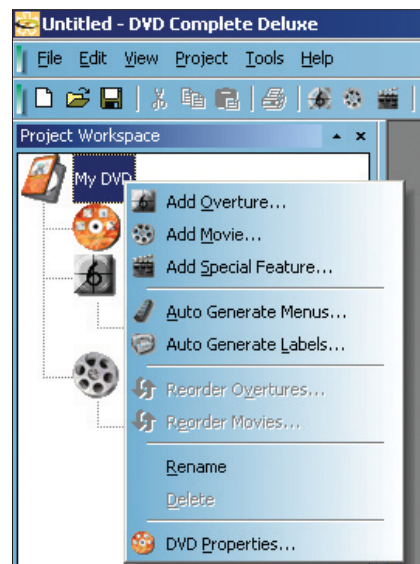 Untitled - DVD Complete Deluxe
File Edit View Project Tools Help
Project Workspace
My DVD
Add Overture...
Add Movie...
Add Special Feature...
Auto Generate Menus...
Auto Generate Labels...
Reorder Overtures...
Reorder Movies...
Rename
Delete
DVD Properties...